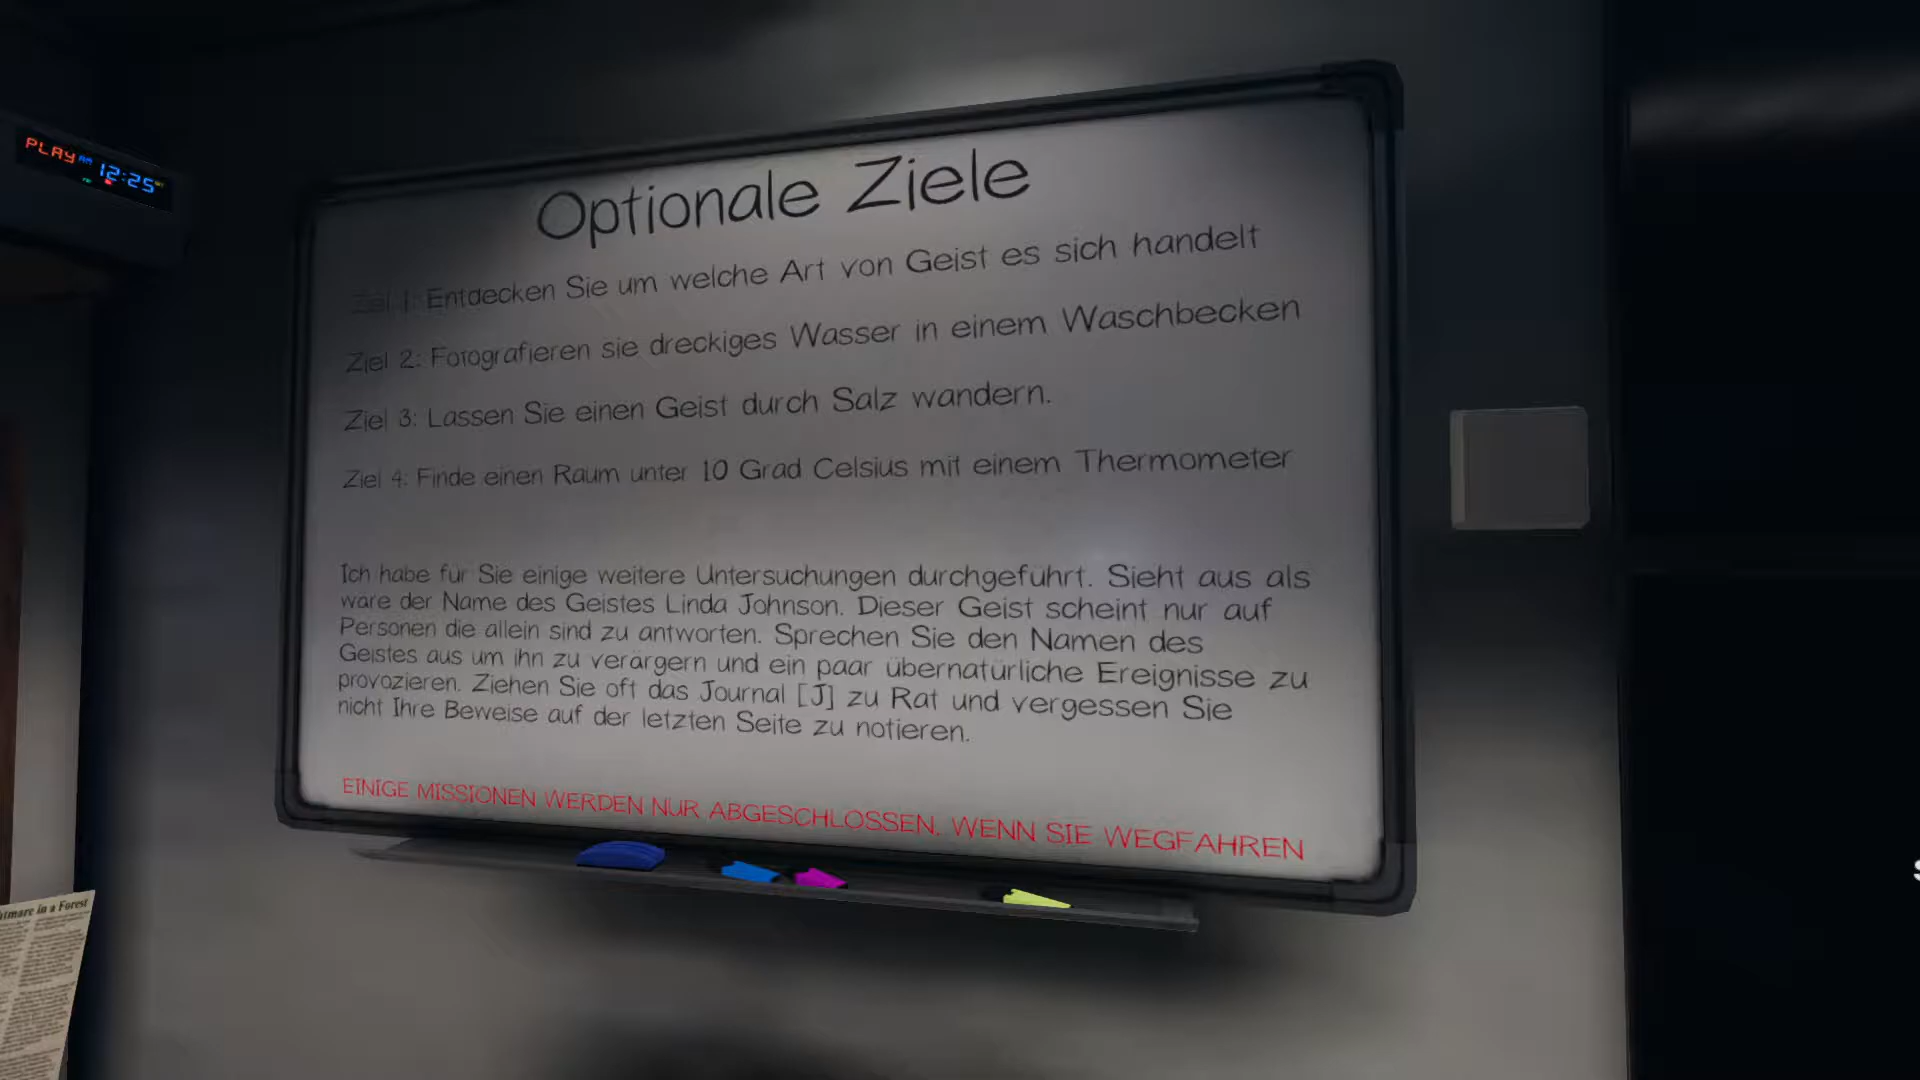 PLAY AM 12:25
Optionale Ziele
Ziel 1: Entdecken Sie um welche Art von Geist es sich handelt
Ziel 2: Fotografieren sie dreckiges Wasser in einem Waschbecken
Ziel 3: Lassen Sie einen Geist durch Salz wandern.
Ziel 4: Finde einen Raum unter 10 Grad Celsius mit einem Thermometer
Ich habe für Sie einige weitere Untersuchungen durchgeführt. Sieht aus als
wäre der Name des Geistes Linda Johnson. Dieser Geist scheint nur auf
Personen die allein sind zu antworten. Sprechen Sie den Namen des
Geistes aus um ihn zu verärgern und ein paar übernatürliche Ereignisse zu
provozieren. Ziehen Sie oft das Journal [J] zu Rat und vergessen Sie
nicht Ihre Beweise auf der letzten Seite zu notieren.
EINIGE MISSIONEN WERDEN NUR ABGESCHLOSSEN, WENN SIE WEGFAHREN
in a Forest